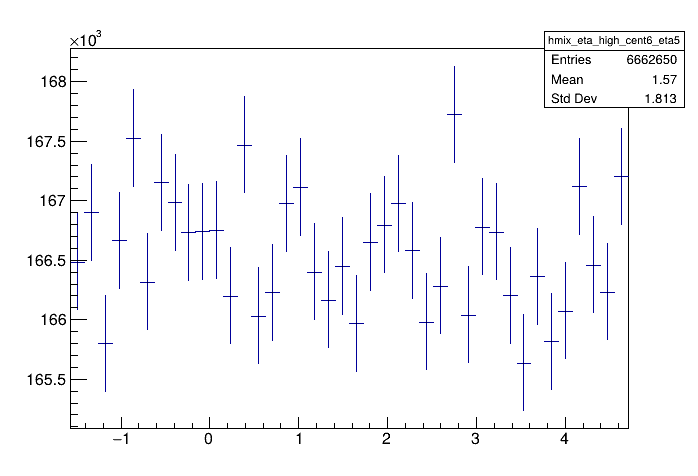 ×10³
hmix_eta_high_cent6_eta5
Entries 6662650
Mean 1.57
Std Dev 1.813
168
167.5
167
166.5
166
165.5
−1 0 1 2 3 4